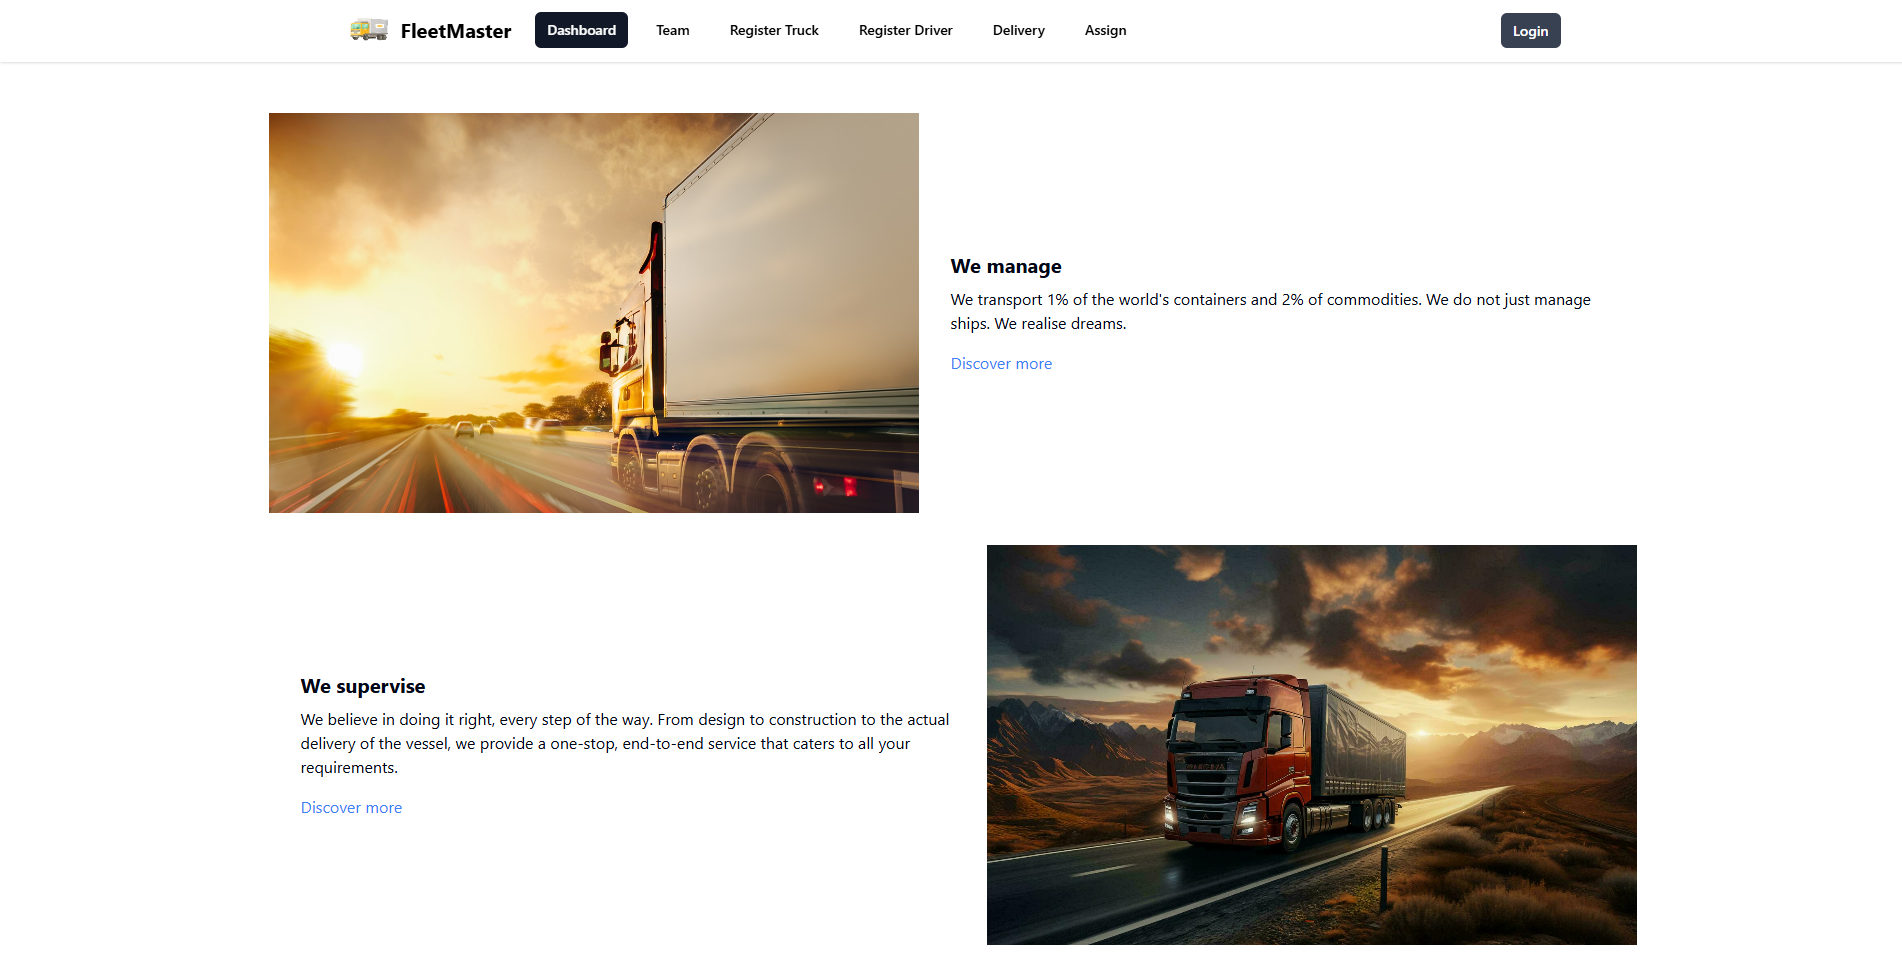 FleetMaster
Dashboard
Team
Register Truck
Register Driver
Delivery
Assign
Login
We manage
We transport 1% of the world's containers and 2% of commodities. We do not just manage
ships. We realise dreams.
Discover more
We supervise
We believe in doing it right, every step of the way. From design to construction to the actual
delivery of the vessel, we provide a one-stop, end-to-end service that caters to all your
requirements.
Discover more